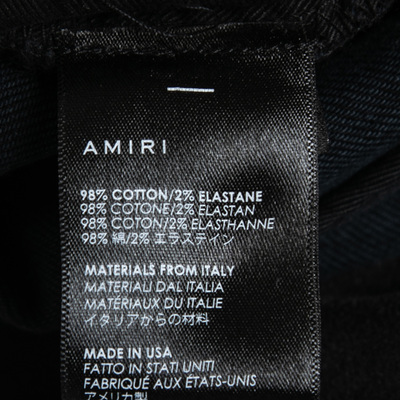 AMIRI
98% COTTON/2% ELASTANE
98% COTONE/2% ELASTAN
98% COTTON/2% ELASTHANNE
98% 綿/2% エラステイン
MATERIALS FROM ITALY
MATERIALI DAL ITALIA
MATÉRIAUX DU ITALIE
イタリアからの材料
MADE IN USA
FATTO IN STATI UNITI
FABRIQUÉ AUX ÉTATS-UNIS
アメリカ製